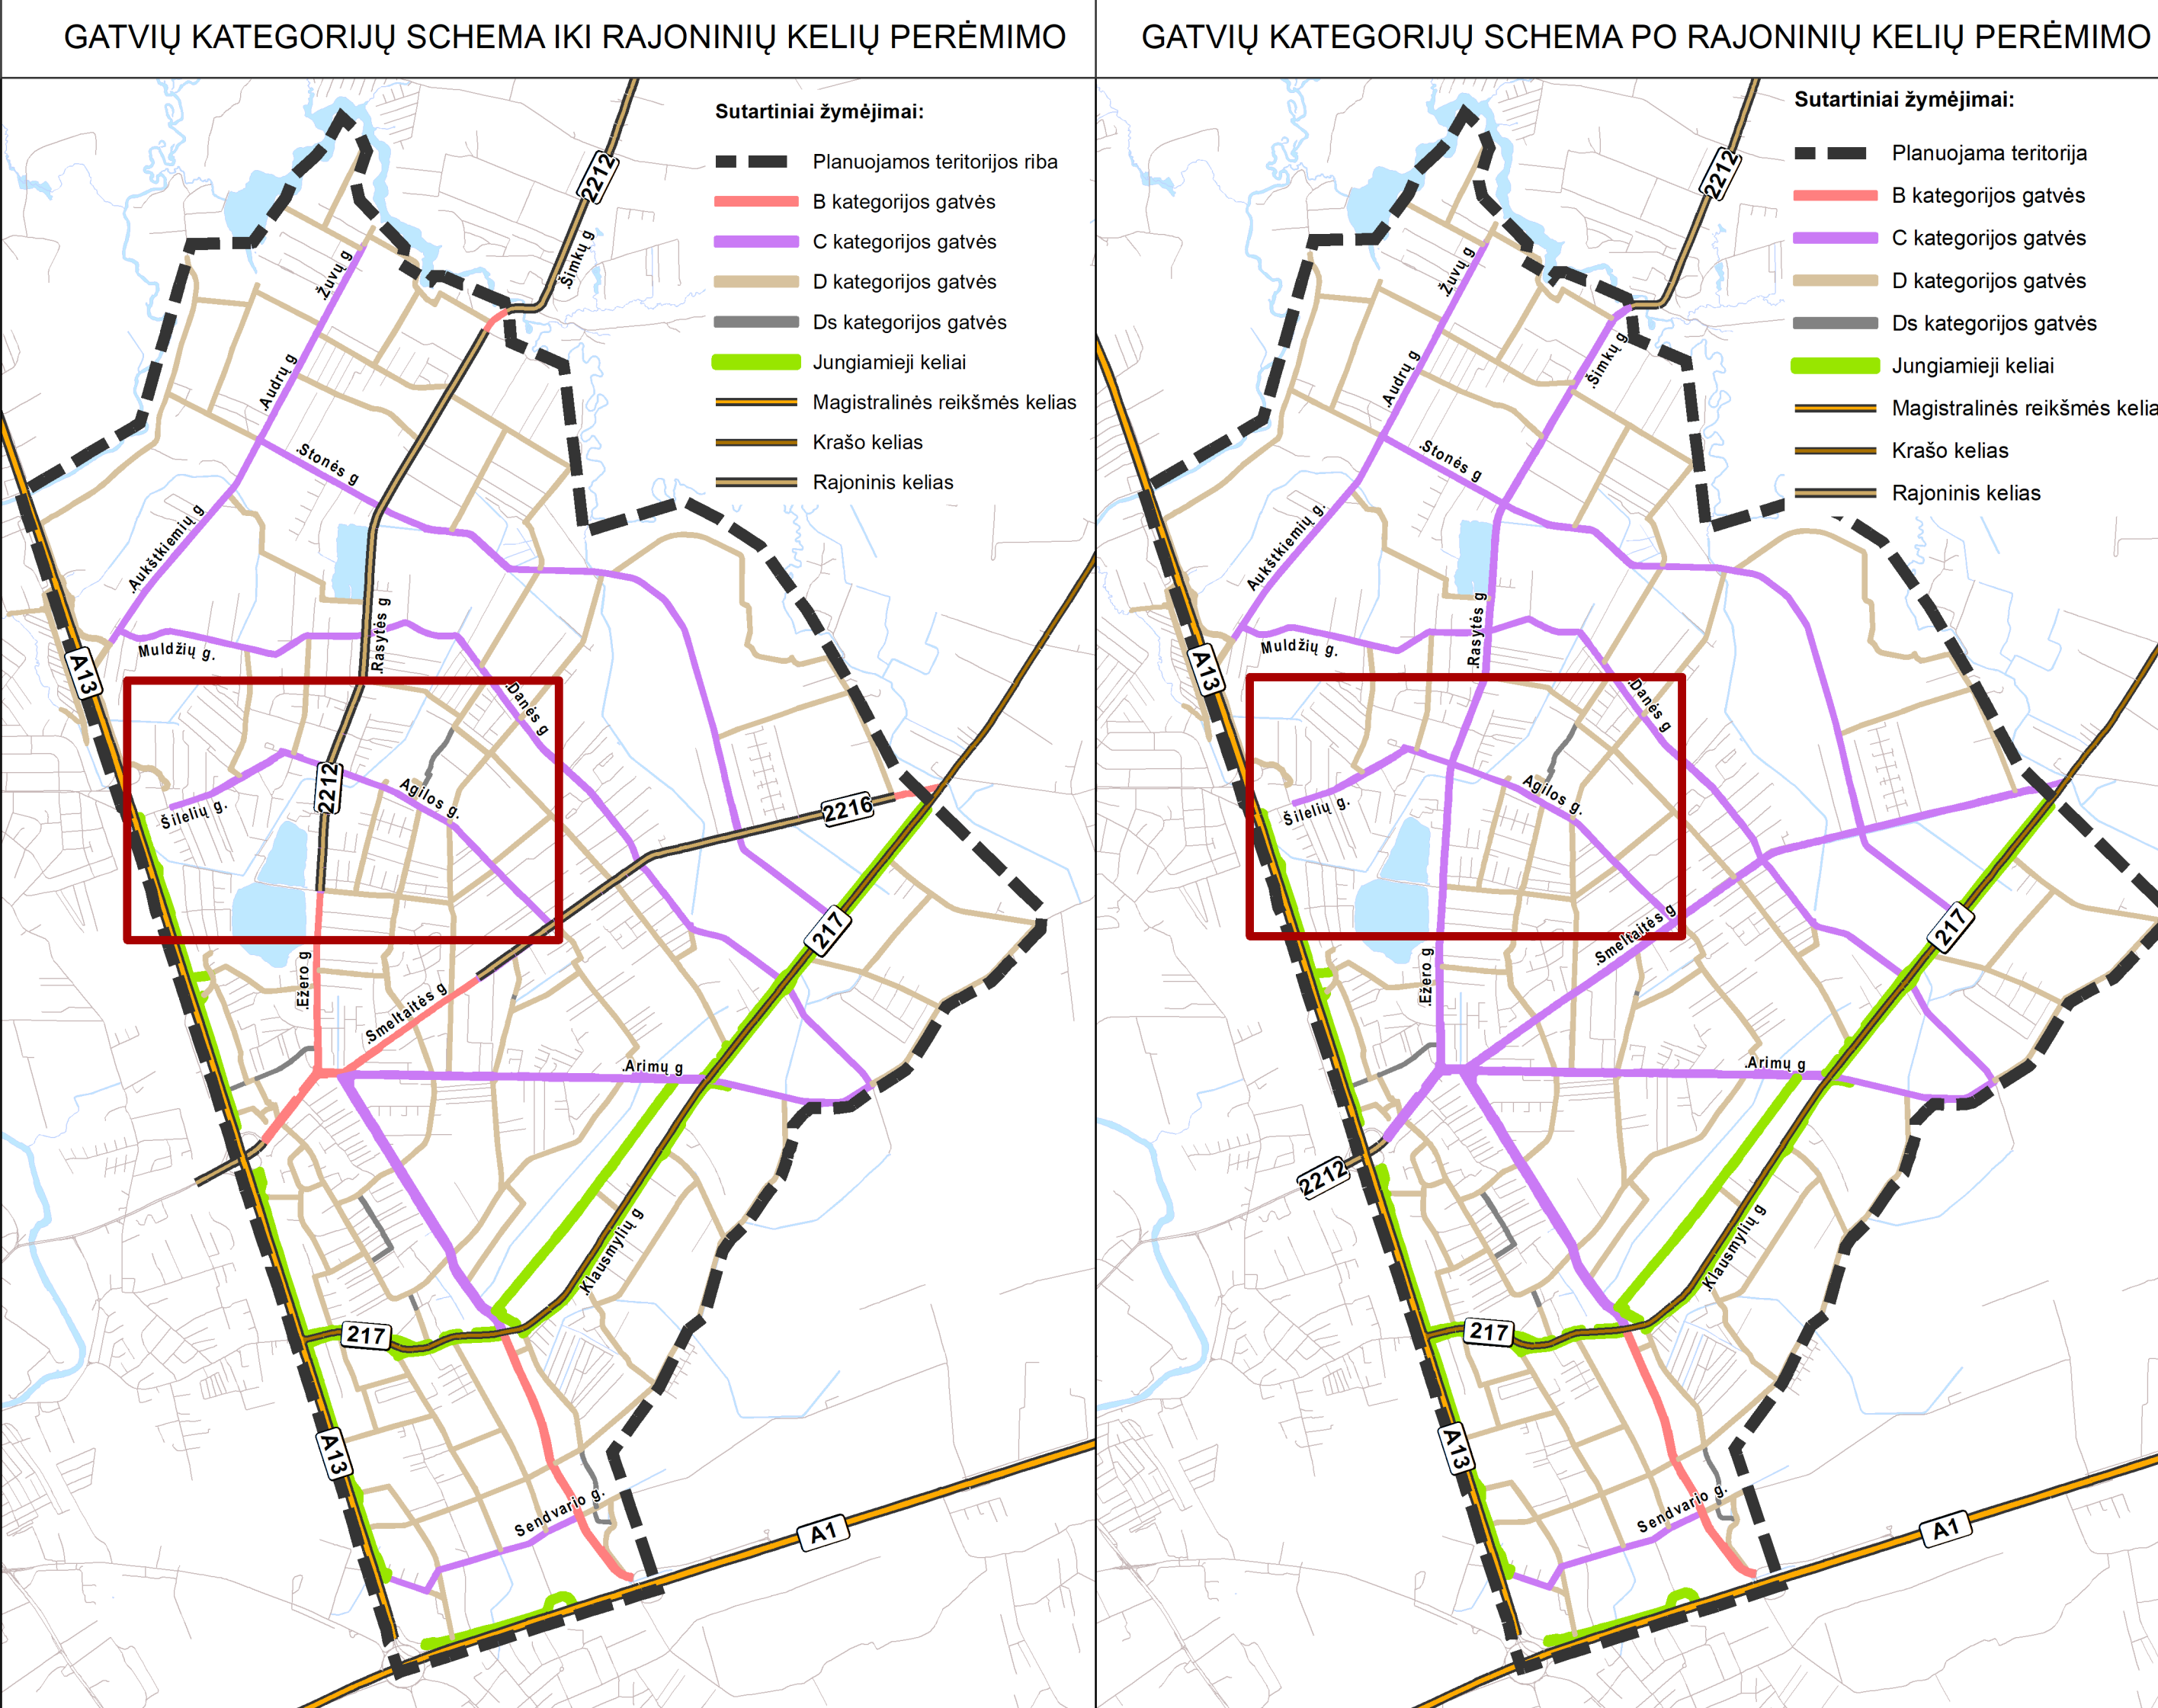 GATVIŲ KATEGORIJŲ SCHEMA IKI RAJONINIŲ KELIŲ PERĖMIMO
Sutartiniai žymėjimai:
Planuojamos teritorijos riba
B kategorijos gatvės
C kategorijos gatvės
D kategorijos gatvės
Ds kategorijos gatvės
Jungiamieji keliai
Magistralinės reikšmės kelias
Krašo kelias
Rajoninis kelias
2212
.Šimkų g
.Žuvų g
.Audrų g
.Stonės g
.Aukštkiemių g
.Rasytės g
Muldžių g.
A13
.Danės g
2212
Agilos g.
Šilelių g.
2216
217
.Ežero g
.Smeltaitės g
.Arimų g
.Klausmylių g
217
A13
Sendvario g.
A1
GATVIŲ KATEGORIJŲ SCHEMA PO RAJONINIŲ KELIŲ PERĖMIMO
Sutartiniai žymėjimai:
Planuojama teritorija
B kategorijos gatvės
C kategorijos gatvės
D kategorijos gatvės
Ds kategorijos gatvės
Jungiamieji keliai
Magistralinės reikšmės kelia
Krašo kelias
Rajoninis kelias
2212
.Žuvų g
.Šimkų g
.Audrų g
.Stonės g
Aukštkiemių g.
.Rasytės g
Muldžių g.
A13
.Danės g
Agilos g.
Šilelių g.
.Smeltaitės g
217
.Ežero g
.Arimų g
2212
.Klausmylių g
217
A13
Sendvario g.
A1